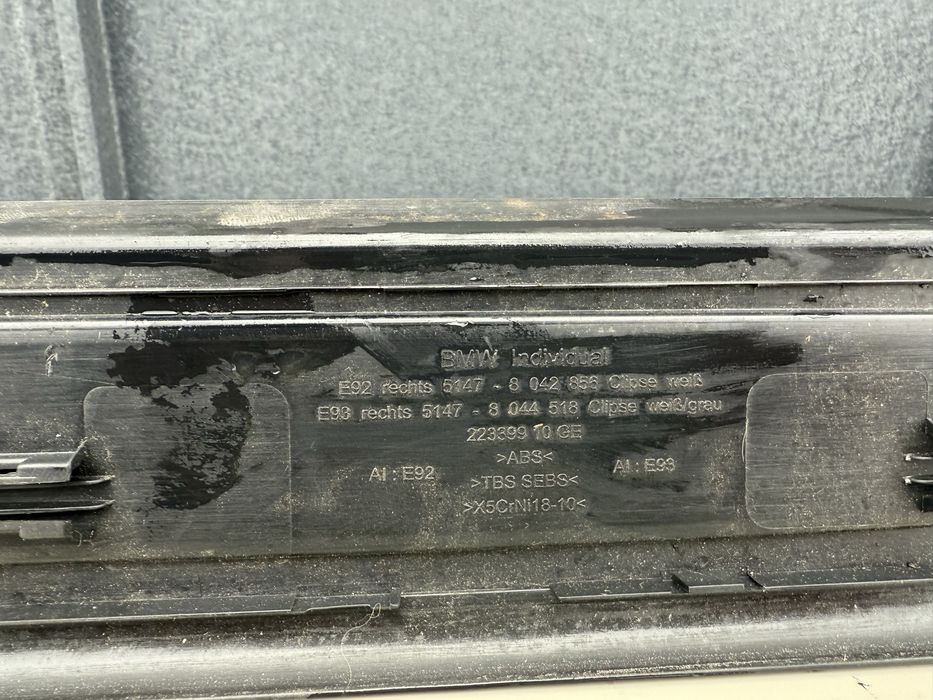 BMW Individual
E92 rechts 5147 - 8 042 856 Clipse weiß
E93 rechts 5147 - 8 044 518 Clipse weiß/grau
223399 10 GE
>ABS<
AI : E92
AI : E93
>TBS SEBS<
>X5CrNi18-10<